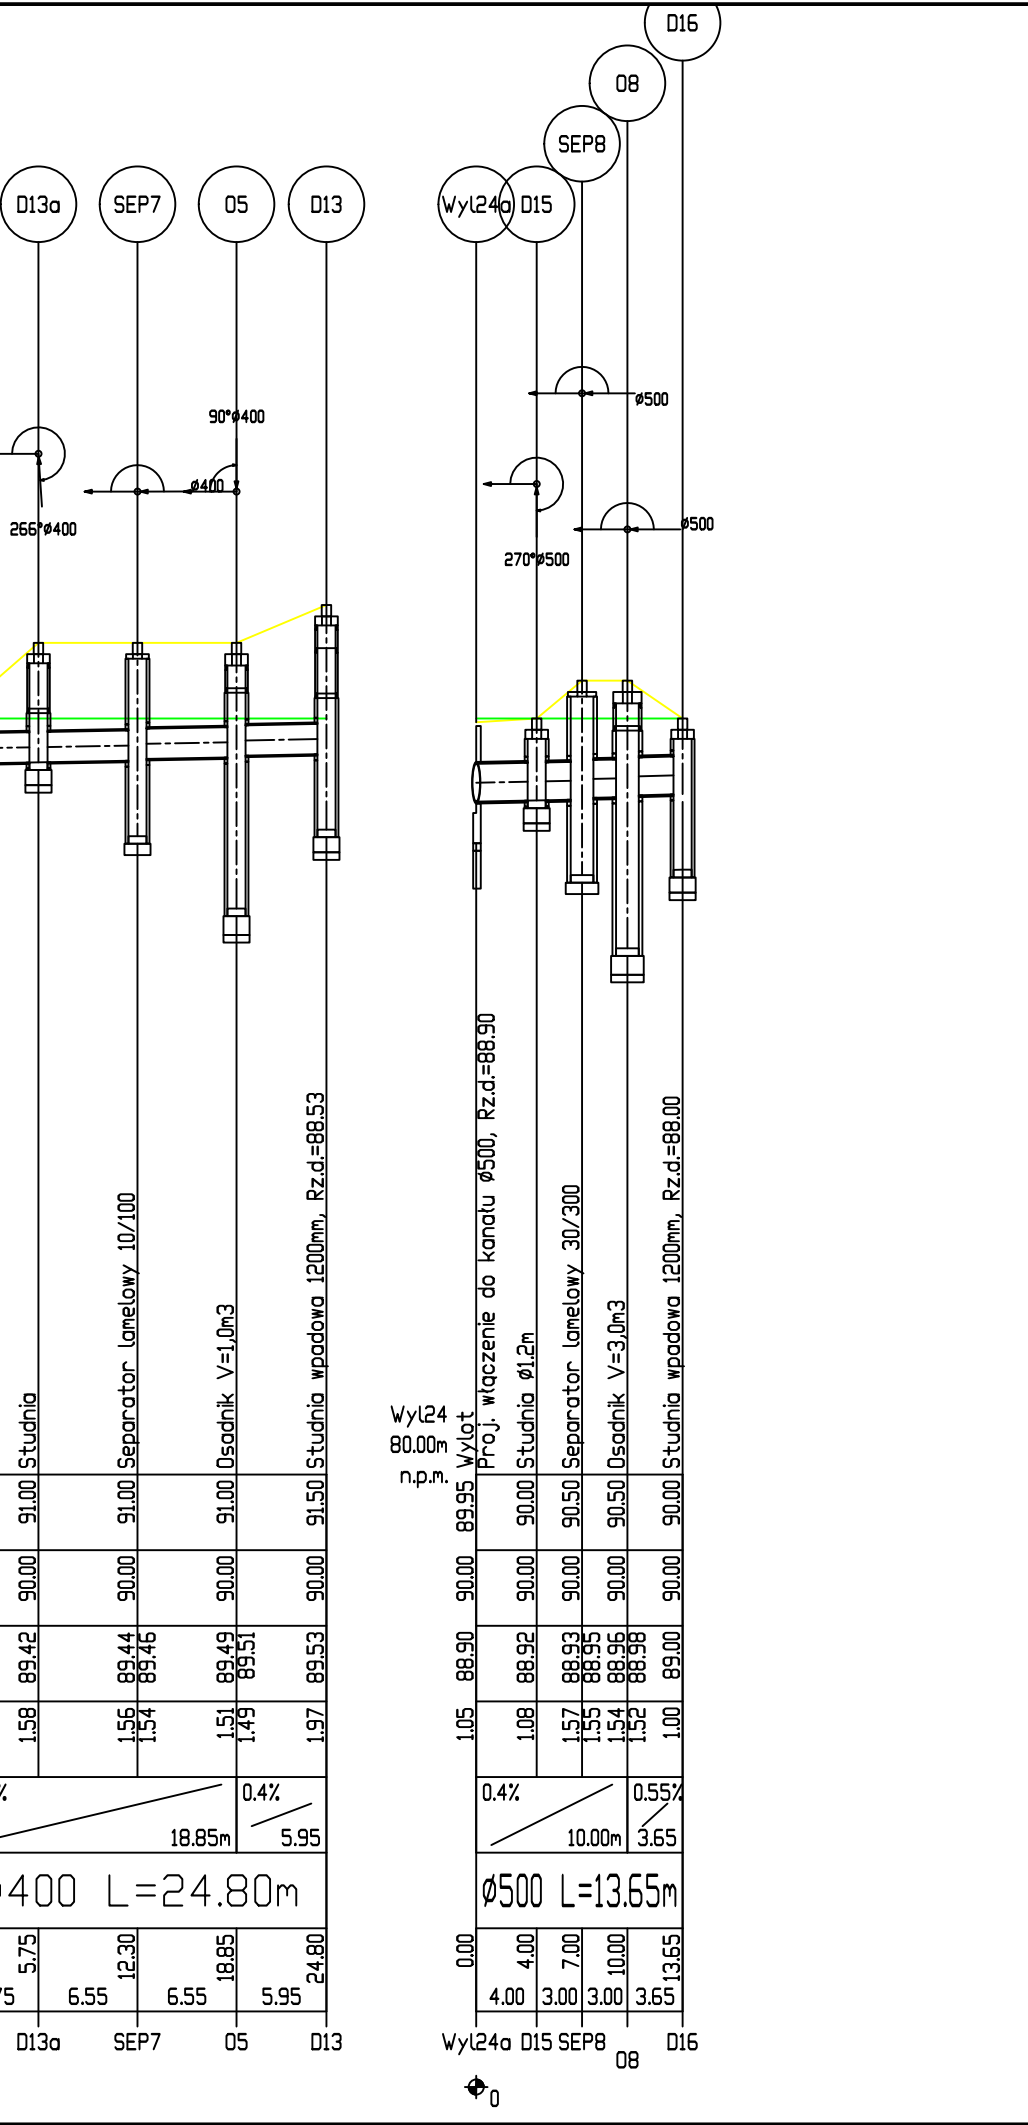 D16
O8
SEP8
D13a
SEP7
O5
D13
Wyl24a
D15
ø500
90°ø400
ø400
266°ø400
270°ø500
ø500
Studnia
Separator lamelowy 10/100
Osadnik V=1,0m3
Studnia wpadowa 1200mm, Rz.d.=88.53
Wyl24
80.00m
n.p.m.
Wylot
Proj. włączenie do kanału ø500, Rz.d.=88.90
Studnia ø1.2m
Separator lamelowy 30/300
Osadnik V=3,0m3
Studnia wpadowa 1200mm, Rz.d.=88.00
91.00 91.00 91.00 91.50 89.95 90.00 90.50 90.50 90.00
90.00 90.00 90.00 90.00 90.00 90.00 90.00 90.00 90.00
89.42 89.44 89.46 89.49 89.51 89.53 88.90 88.92 88.93 88.95 88.96 88.98 89.00
1.58 1.56 1.54 1.51 1.49 1.97 1.05 1.08 1.57 1.55 1.54 1.52 1.00
% 0.4% 0.4% 0.55%
18.85m 5.95 10.00m 3.65
400 L=24.80m
Ø500 L=13.65m
5.75 12.30 18.85 24.80 0.00 4.00 7.00 10.00 13.65
75 6.55 6.55 5.95 4.00 3.00 3.00 3.65
D13a SEP7 O5 D13 Wyl24a D15 SEP8 O8 D16
0